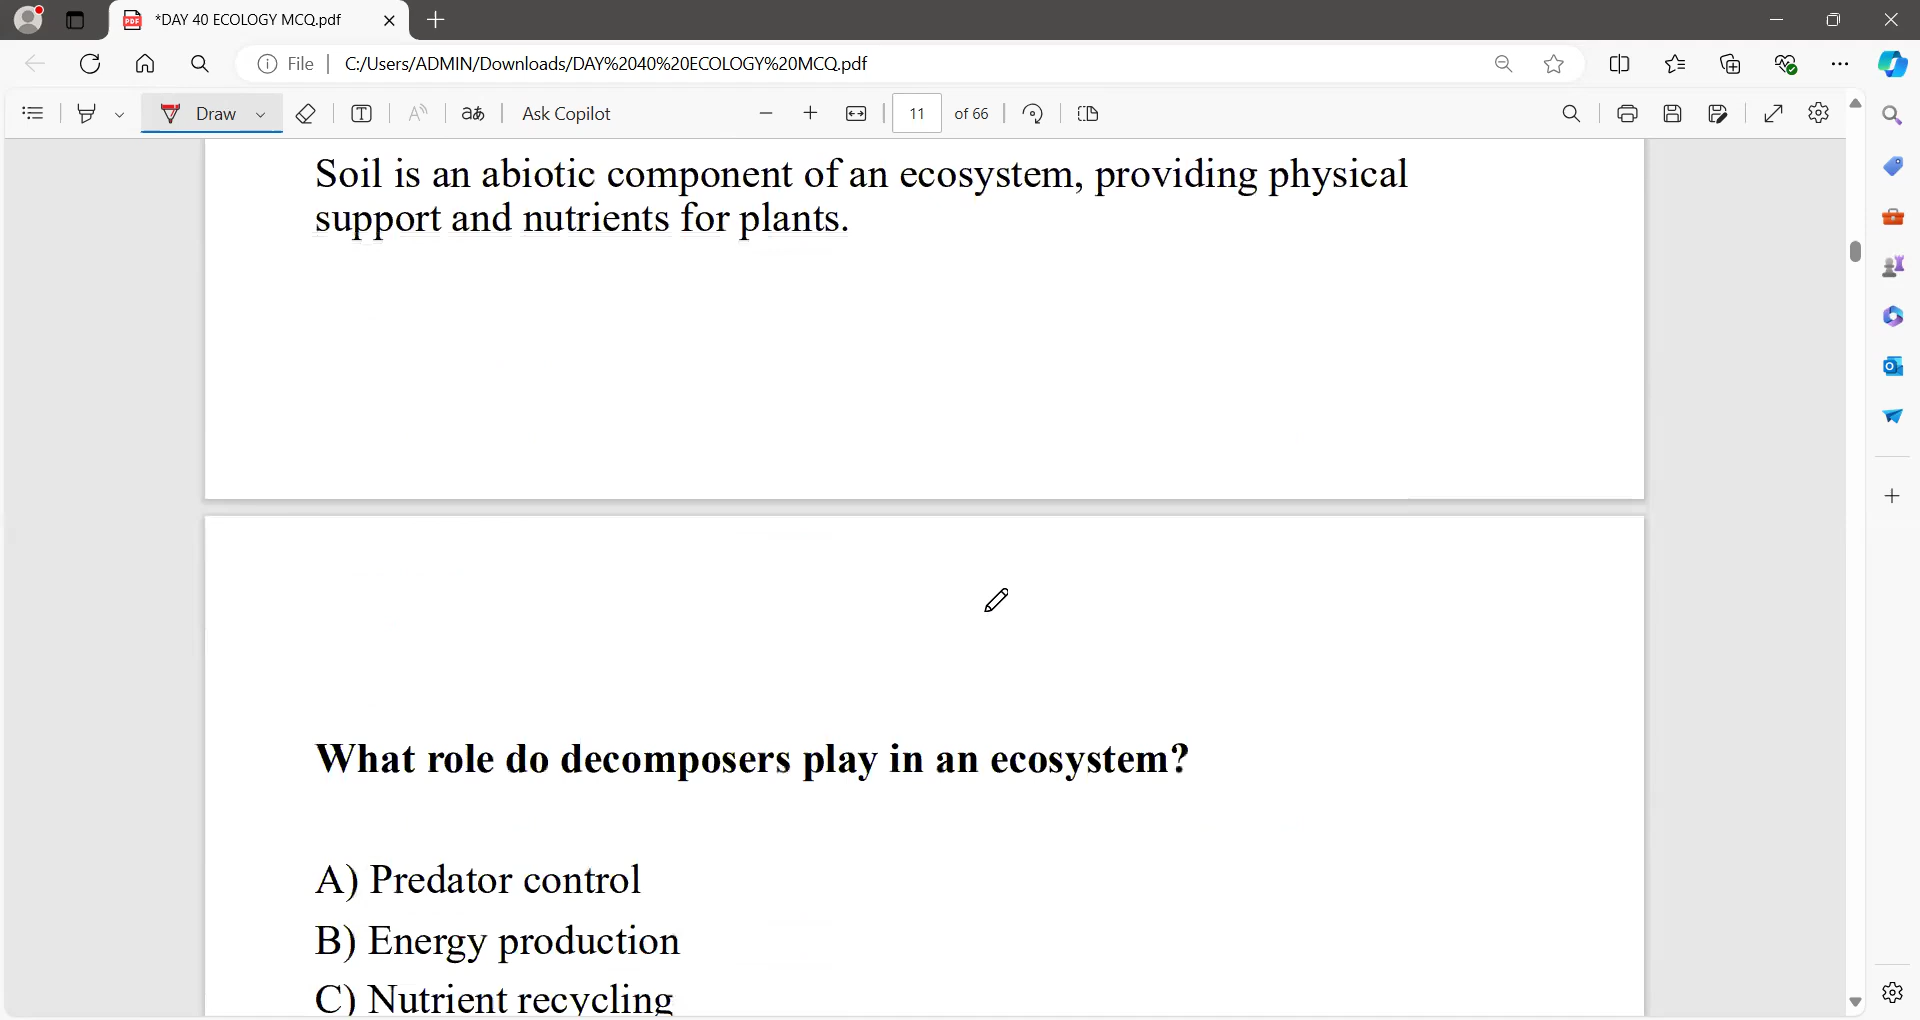 *DAY 40 ECOLOGY MCQ.pdf
File
C:/Users/ADMIN/Downloads/DAY%2040%20ECOLOGY%20MCQ.pdf
Draw
Ask Copilot
11 of 66
Soil is an abiotic component of an ecosystem, providing physical
support and nutrients for plants.
What role do decomposers play in an ecosystem?
A) Predator control
B) Energy production
C) Nutrient recycling